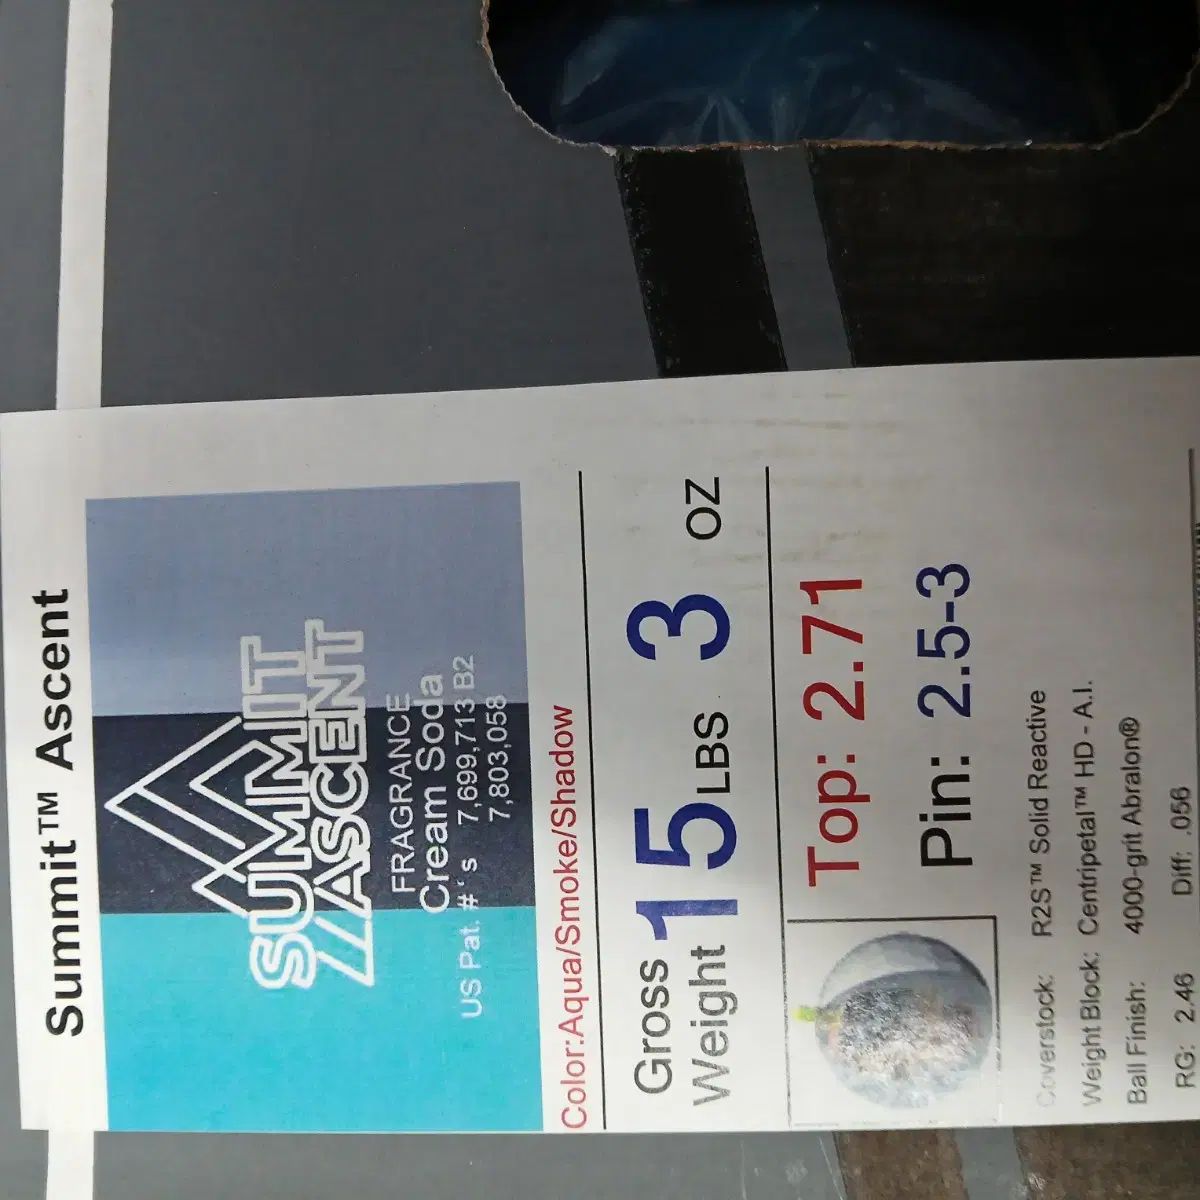 Summit™ Ascent
SUMMIT
ASCENT
FRAGRANCE
Cream Soda
US Pat. #'s 7,699,713 B2
7,803,058
Color:Aqua/Smoke/Shadow
Gross
Weight
15 LBS 3 OZ
Top: 2.71
Pin: 2.5-3
Coverstock: R2S™ Solid Reactive
Weight Block: Centripetal™ HD - A.I.
Ball Finish: 4000-grit Abralon®
RG: 2.46 Diff: .056